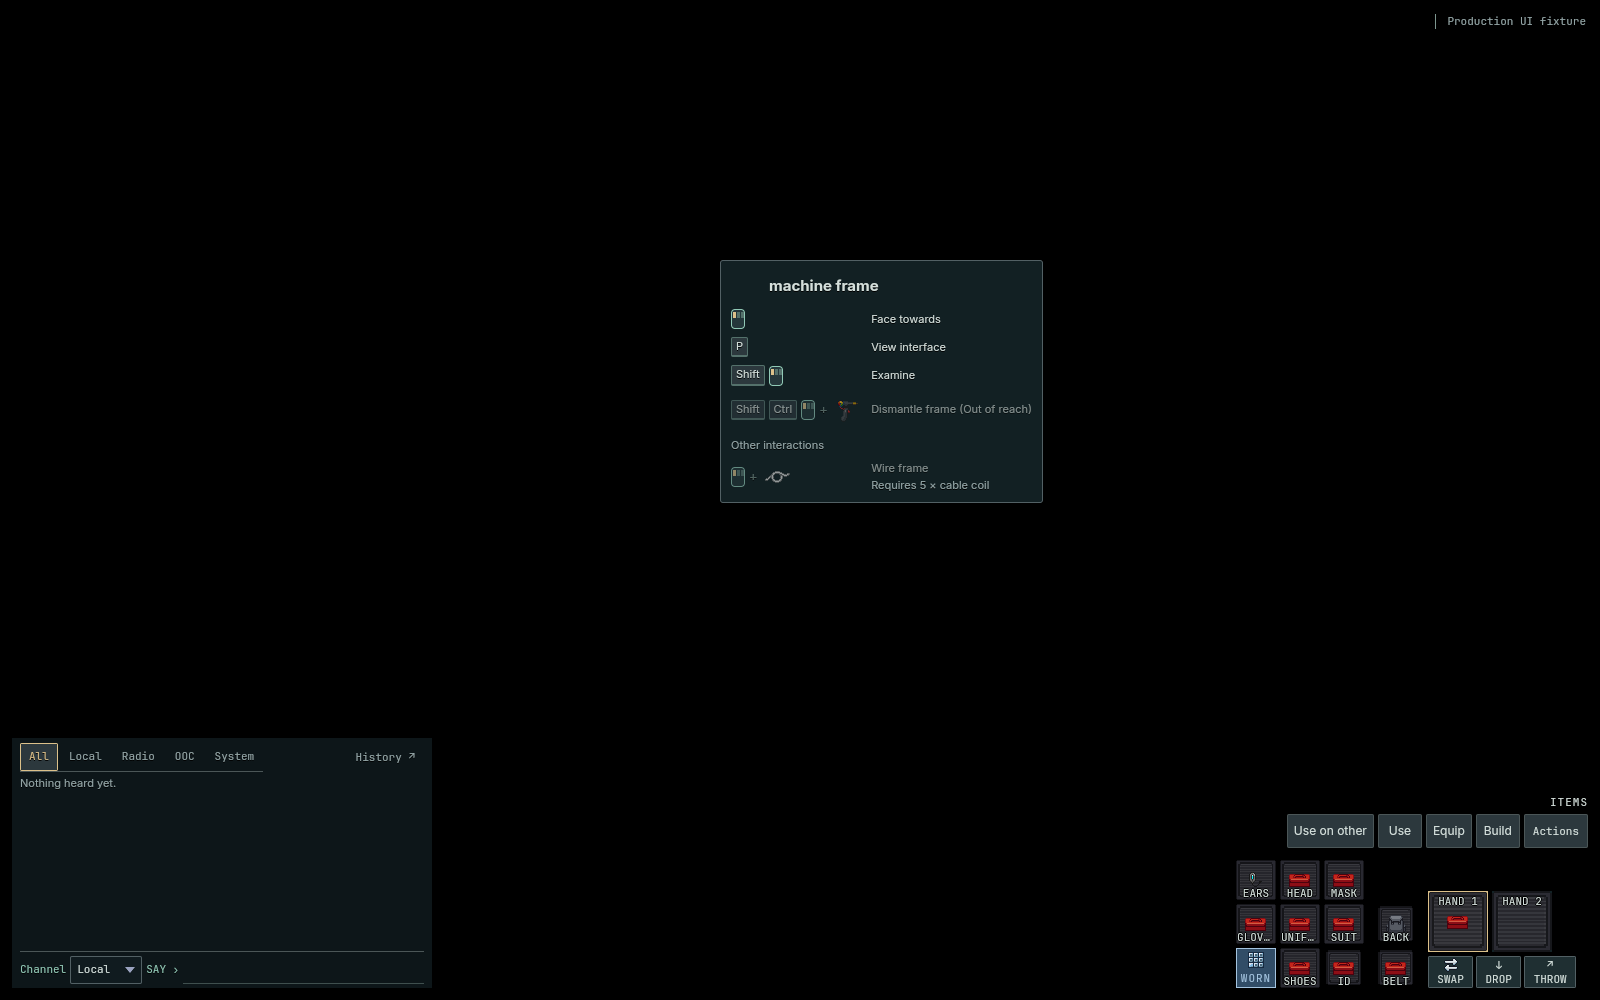 Production UI fixture
machine frame
Face towards
P View interface
Shift Examine
Shift Ctrl + Dismantle frame (Out of reach)
Other interactions
+ Wire frame
Requires 5 × cable coil
All Local Radio OOC System History ↗
Nothing heard yet.
Channel Local SAY ›
ITEMS
Use on other Use Equip Build Actions
EARS HEAD MASK
HAND 1 HAND 2
GLOV… UNIF… SUIT BACK
WORN SHOES ID BELT
SWAP DROP THROW